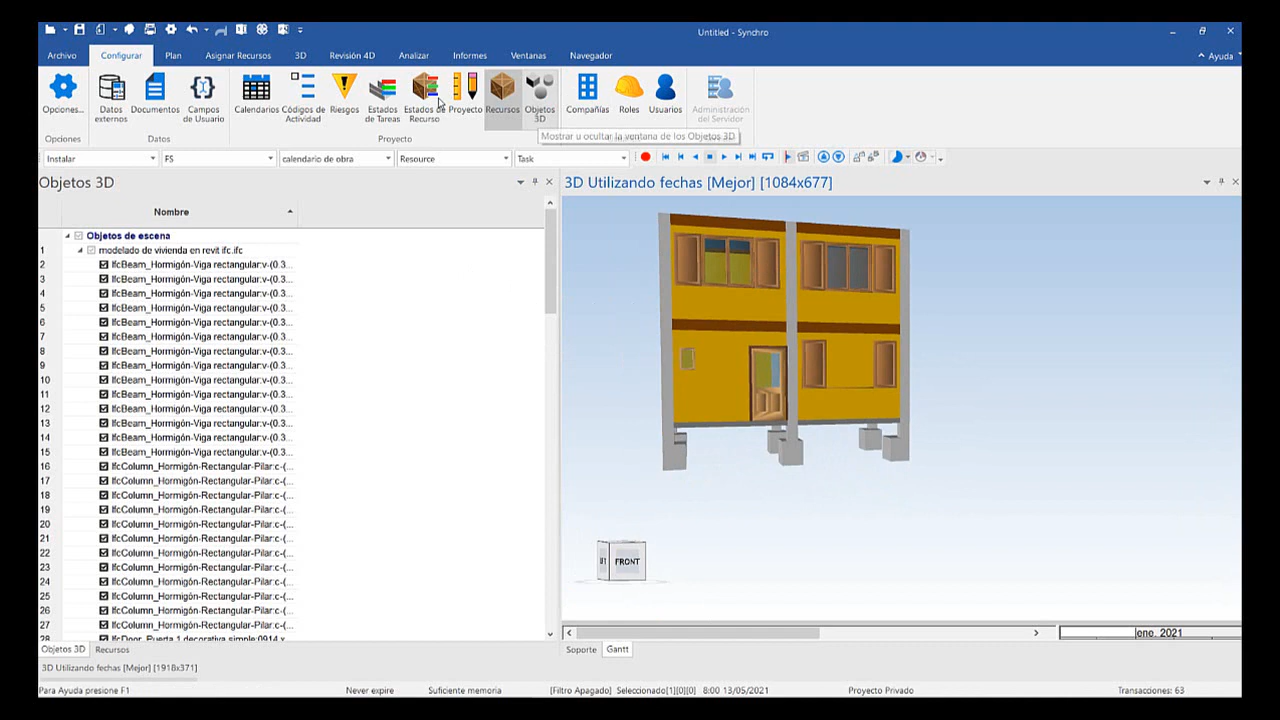 Untitled - Synchro
Archivo Configurar Plan Asignar Recursos 3D Revisión 4D Analizar Informes Ventanas Navegador Ayuda
Opciones... Datos externos Documentos Campos de Usuario Calendarios Códigos de Actividad Riesgos Estados de Tareas Estados de Recurso Proyecto Recursos Objetos 3D Compañías Roles Usuarios Administración del Servidor
Opciones Datos Proyecto
Mostrar u ocultar la ventana de los Objetos 3D
Instalar FS calendario de obra Resource Task
Objetos 3D
3D Utilizando fechas [Mejor] [1084x677]
Nombre
Objetos de escena
1 modelado de vivienda en revit ifc.ifc
2 IfcBeam_Hormigón-Viga rectangular:v-(0.3...
3 IfcBeam_Hormigón-Viga rectangular:v-(0.3...
4 IfcBeam_Hormigón-Viga rectangular:v-(0.3...
5 IfcBeam_Hormigón-Viga rectangular:v-(0.3...
6 IfcBeam_Hormigón-Viga rectangular:v-(0.3...
7 IfcBeam_Hormigón-Viga rectangular:v-(0.3...
8 IfcBeam_Hormigón-Viga rectangular:v-(0.3...
9 IfcBeam_Hormigón-Viga rectangular:v-(0.3...
10 IfcBeam_Hormigón-Viga rectangular:v-(0.3...
11 IfcBeam_Hormigón-Viga rectangular:v-(0.3...
12 IfcBeam_Hormigón-Viga rectangular:v-(0.3...
13 IfcBeam_Hormigón-Viga rectangular:v-(0.3...
14 IfcBeam_Hormigón-Viga rectangular:v-(0.3...
15 IfcBeam_Hormigón-Viga rectangular:v-(0.3...
16 IfcColumn_Hormigón-Rectangular-Pilar:c-(...
17 IfcColumn_Hormigón-Rectangular-Pilar:c-(...
18 IfcColumn_Hormigón-Rectangular-Pilar:c-(...
19 IfcColumn_Hormigón-Rectangular-Pilar:c-(...
20 IfcColumn_Hormigón-Rectangular-Pilar:c-(...
21 IfcColumn_Hormigón-Rectangular-Pilar:c-(...
22 IfcColumn_Hormigón-Rectangular-Pilar:c-(...
23 IfcColumn_Hormigón-Rectangular-Pilar:c-(...
24 IfcColumn_Hormigón-Rectangular-Pilar:c-(...
25 IfcColumn_Hormigón-Rectangular-Pilar:c-(...
26 IfcColumn_Hormigón-Rectangular-Pilar:c-(...
27 IfcColumn_Hormigón-Rectangular-Pilar:c-(...
28 IfcDoor_Puerta 1 decorativa simple:0914 x
FRONT
ene. 2021
Objetos 3D Recursos
Soporte Gantt
3D Utilizando fechas [Mejor] [1918x371]
Para Ayuda presione F1 Never expire Suficiente memoria [Filtro Apagado] Seleccionado[1][0][0] 8:00 13/05/2021 Proyecto Privado Transacciones: 63